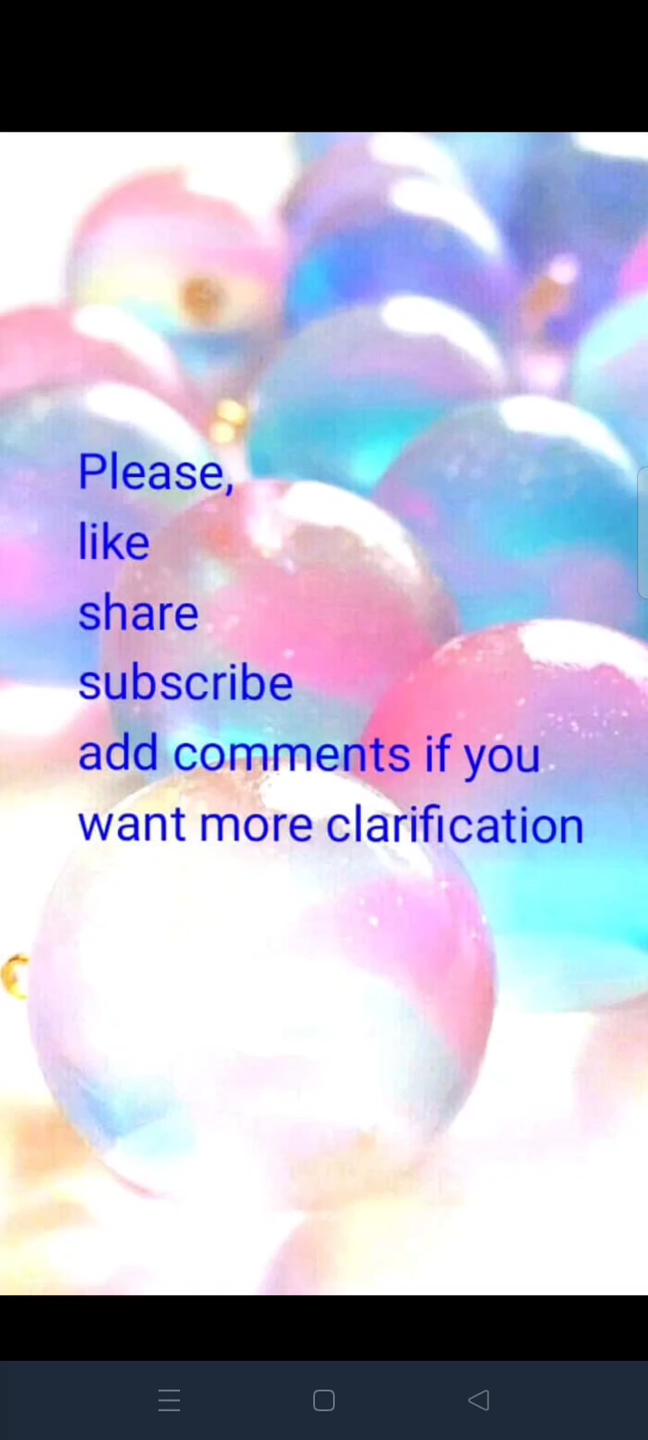 Please,
like
share
subscribe
add comments if you
want more clarification